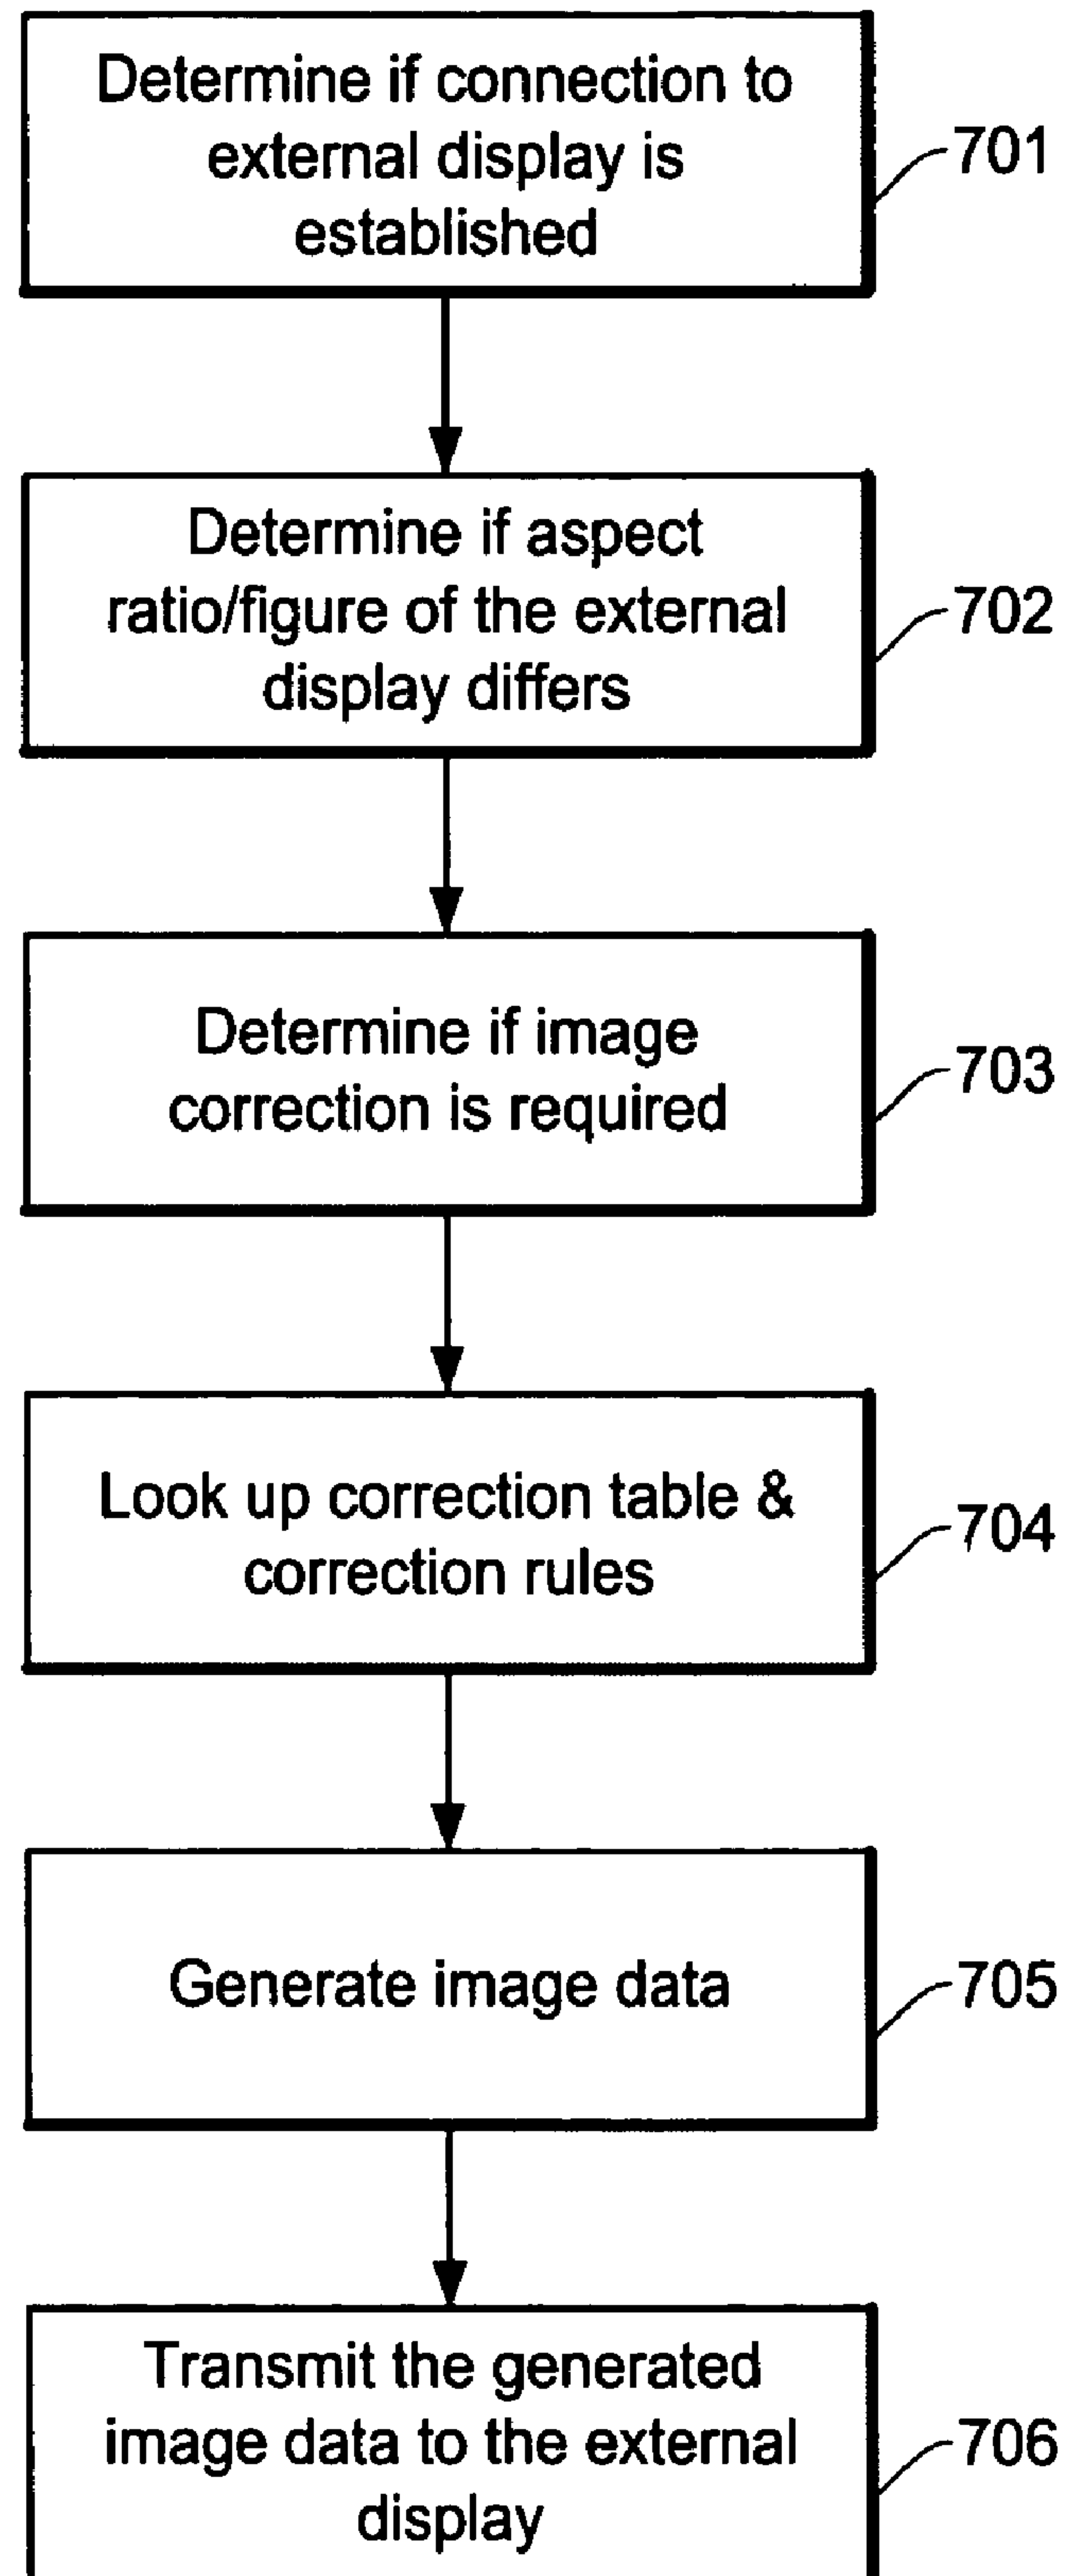 Determine if connection to
external display is
established
701
Determine if aspect
ratio/figure of the external
display differs
702
Determine if image
correction is required
703
Look up correction table &
correction rules
704
Generate image data
705
Transmit the generated
image data to the external
display
706